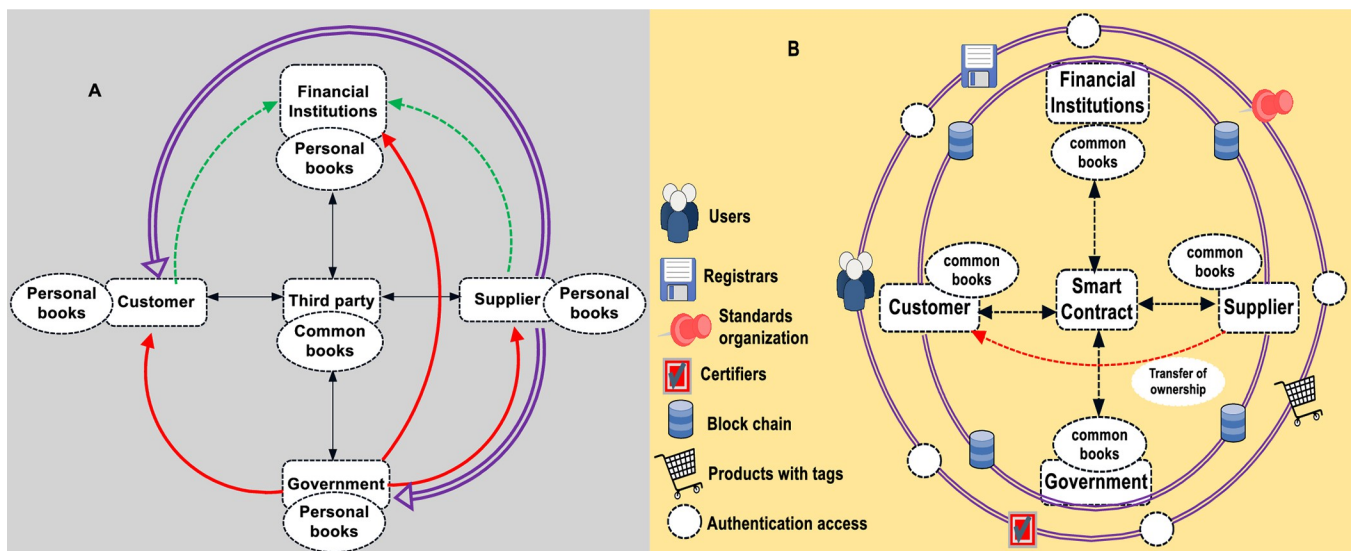 A
Financial
Institutions
Personal
books
Personal
books
Customer
Third party
Common
books
Supplier
Personal
books
Government
Personal
books
B
Financial
Institutions
common
books
Users
Registrars
Standards
organization
Certifiers
Block chain
Products with tags
Authentication access
common
books
Customer
Smart
Contract
common
books
Supplier
Transfer of
ownership
common
books
Government